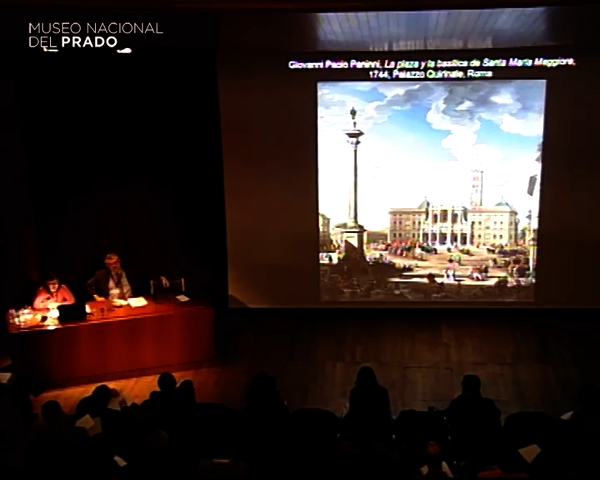 MUSEO NACIONAL
DEL PRADO
Giovanni Paolo Panini, La plaza y la basílica de Santa Maria Maggiore,
1744, Palazzo Quirinale, Roma